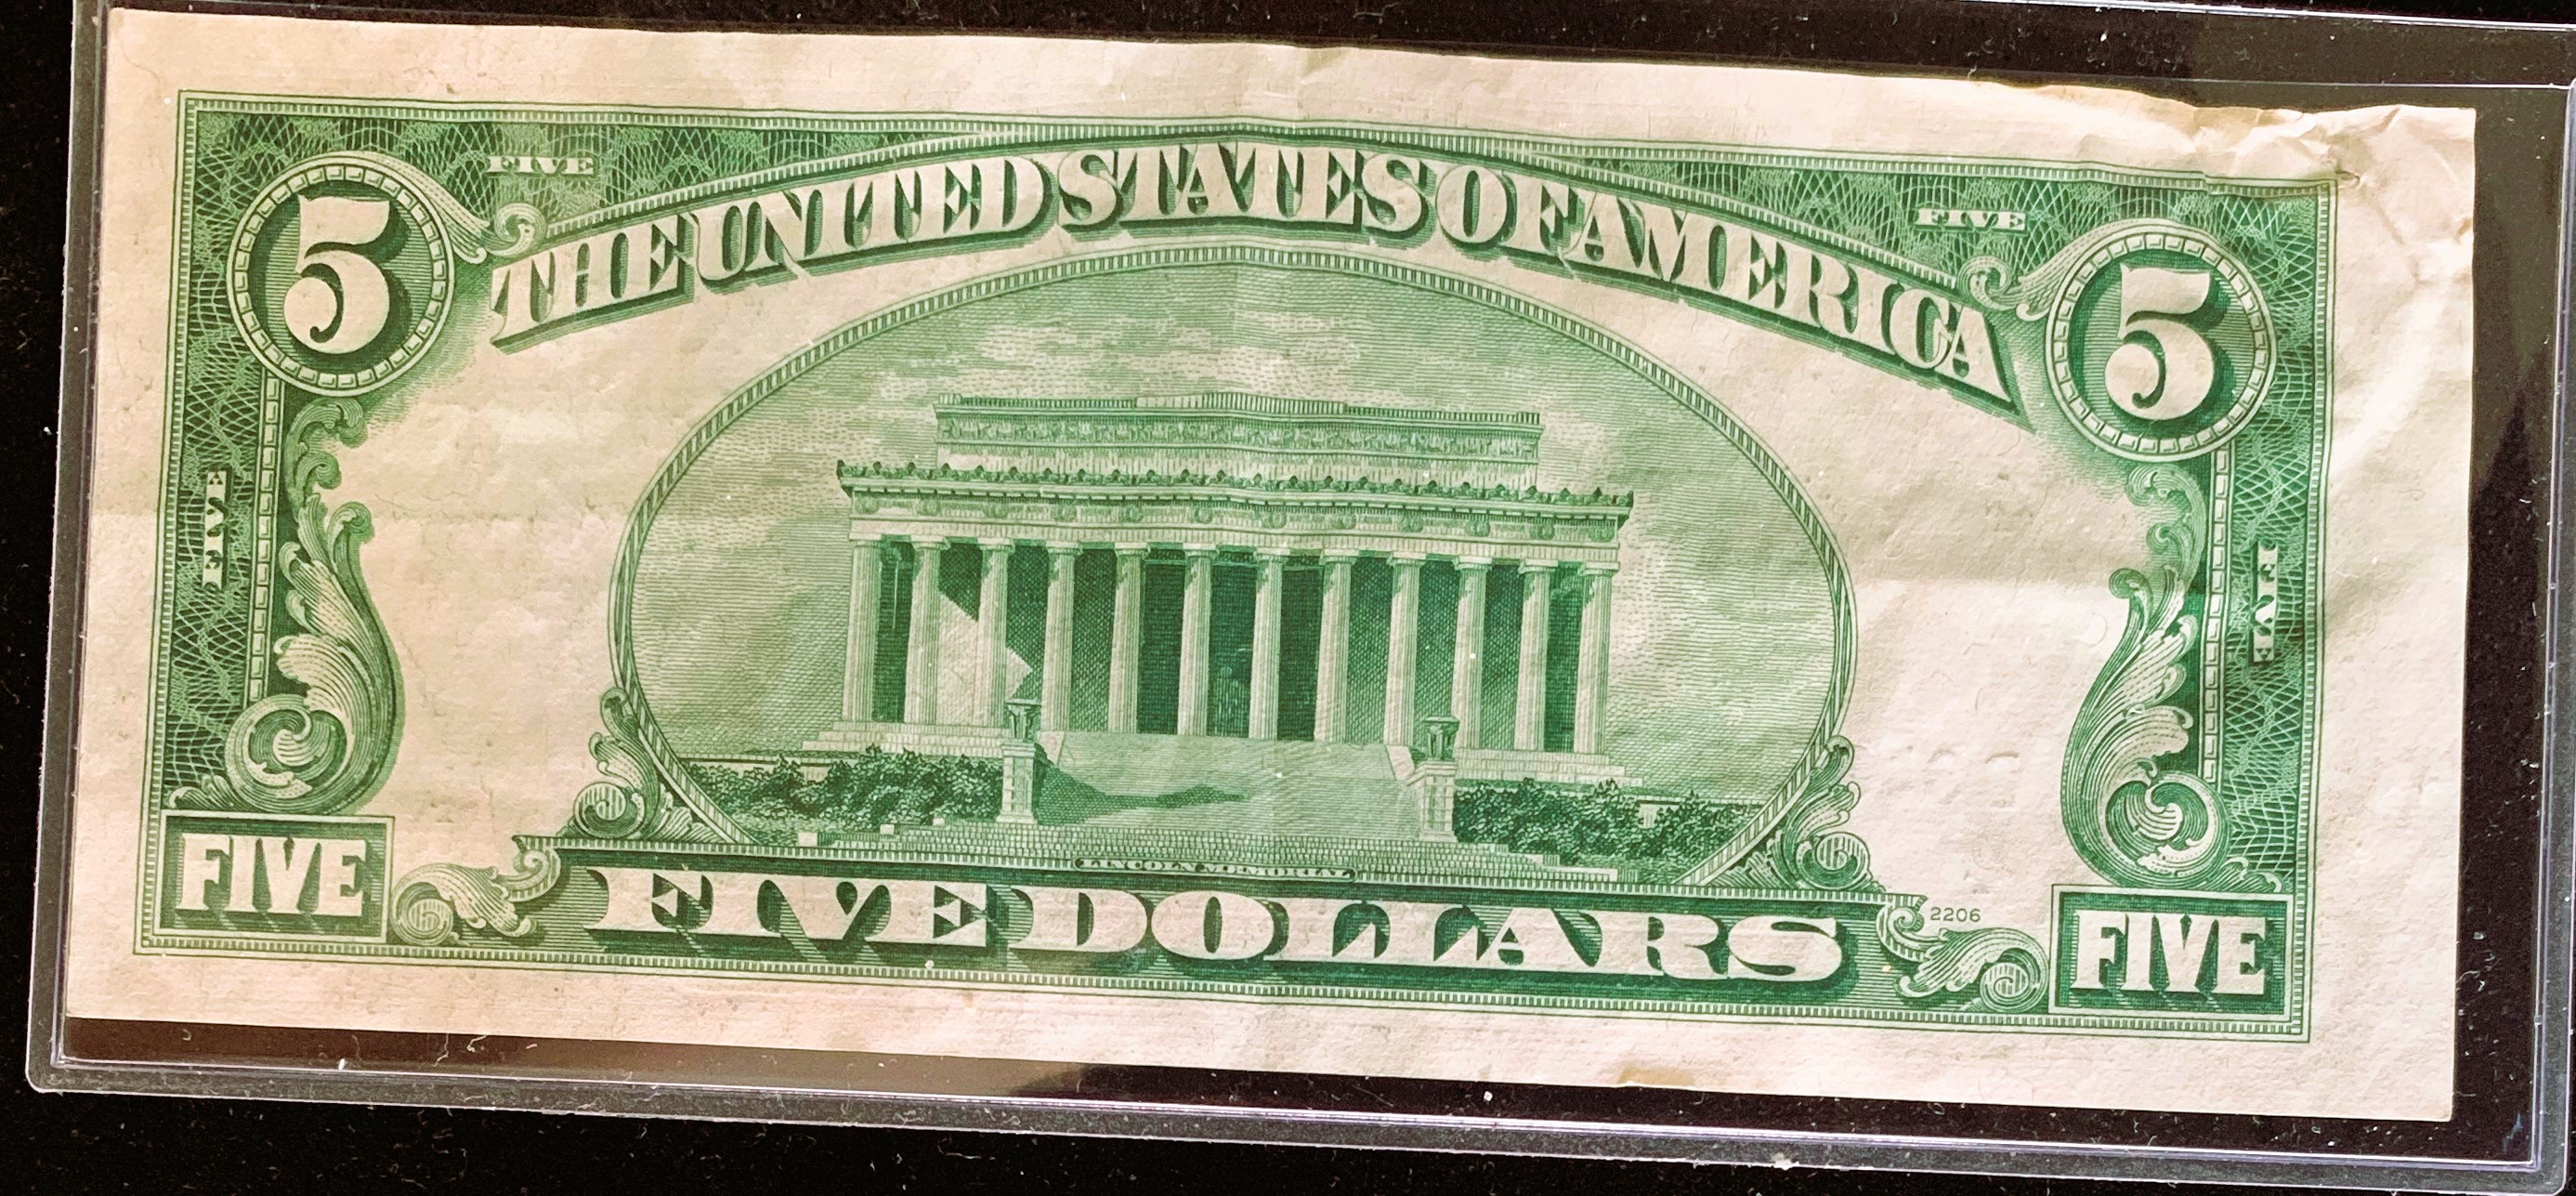 FIVE
FIVE
5
THE UNITED STATES OF AMERICA
5
FIVE
FIVE
LINCOLN MEMORIAL
FIVE
FIVE DOLLARS
2206
FIVE